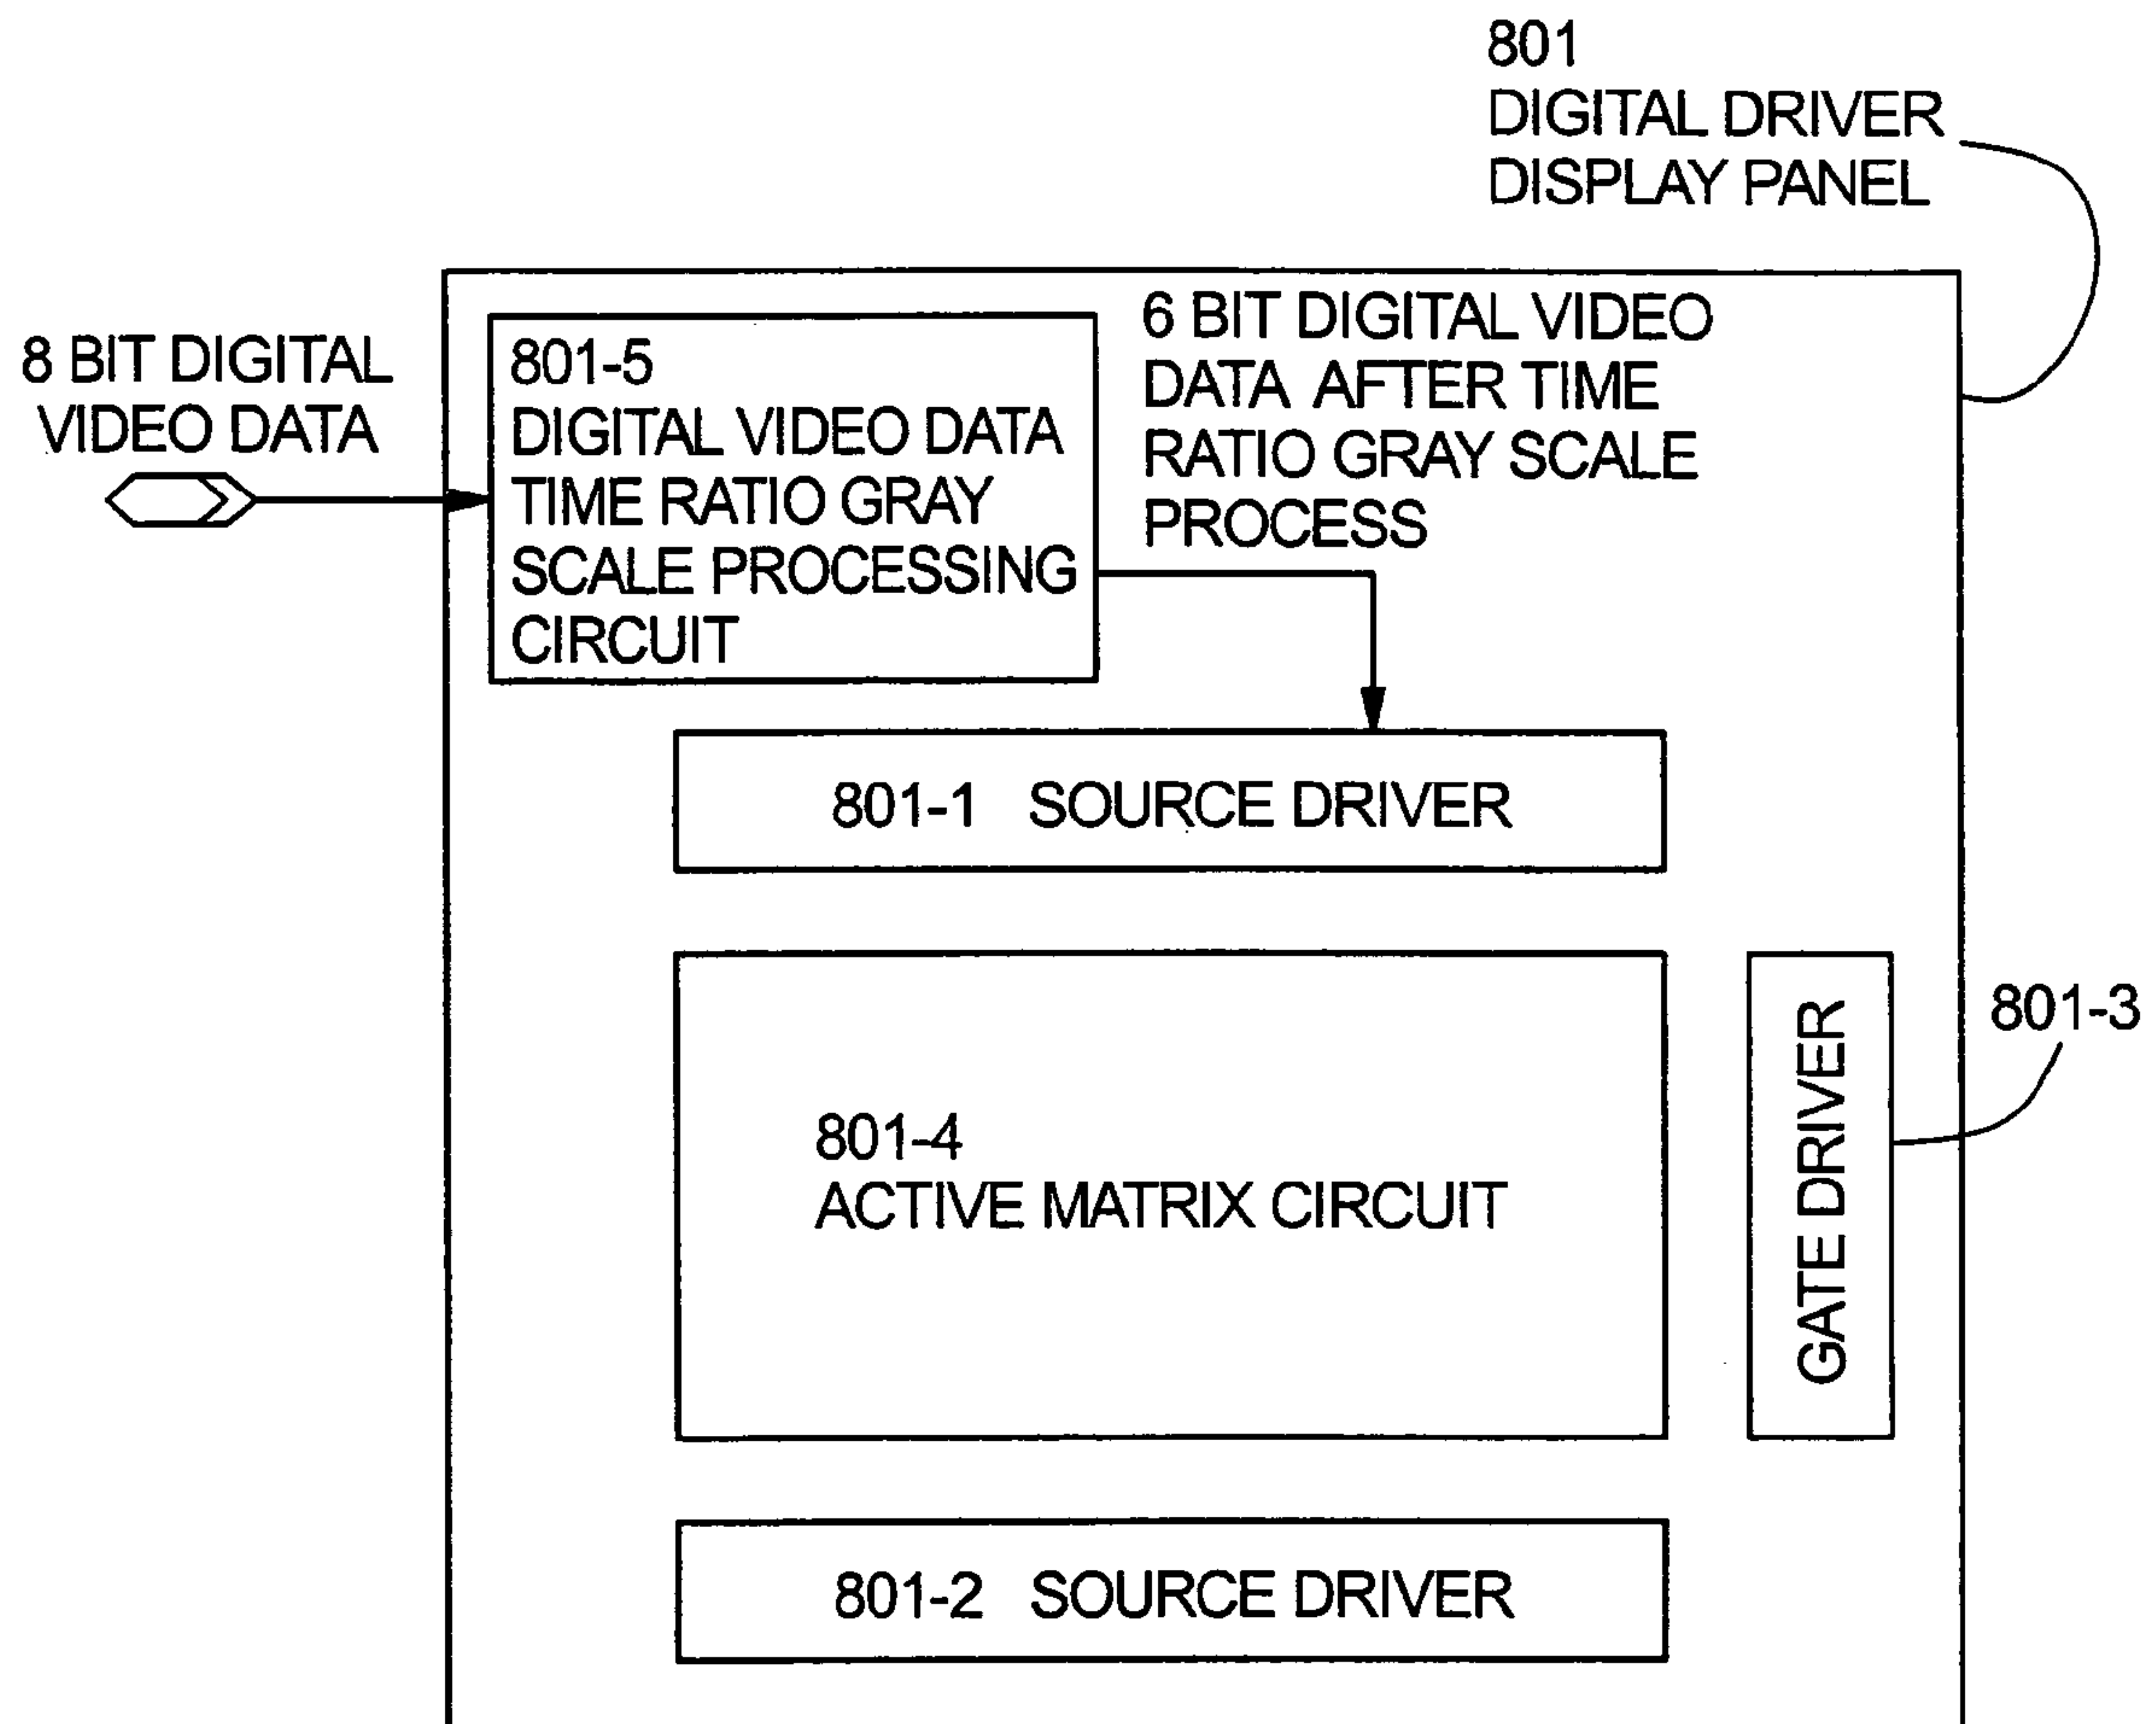 801
DIGITAL DRIVER
DISPLAY PANEL
8 BIT DIGITAL
VIDEO DATA
801-5
DIGITAL VIDEO DATA
TIME RATIO GRAY
SCALE PROCESSING
CIRCUIT
6 BIT DIGITAL VIDEO
DATA AFTER TIME
RATIO GRAY SCALE
PROCESS
801-1 SOURCE DRIVER
801-4
ACTIVE MATRIX CIRCUIT
GATE DRIVER
801-3
801-2 SOURCE DRIVER